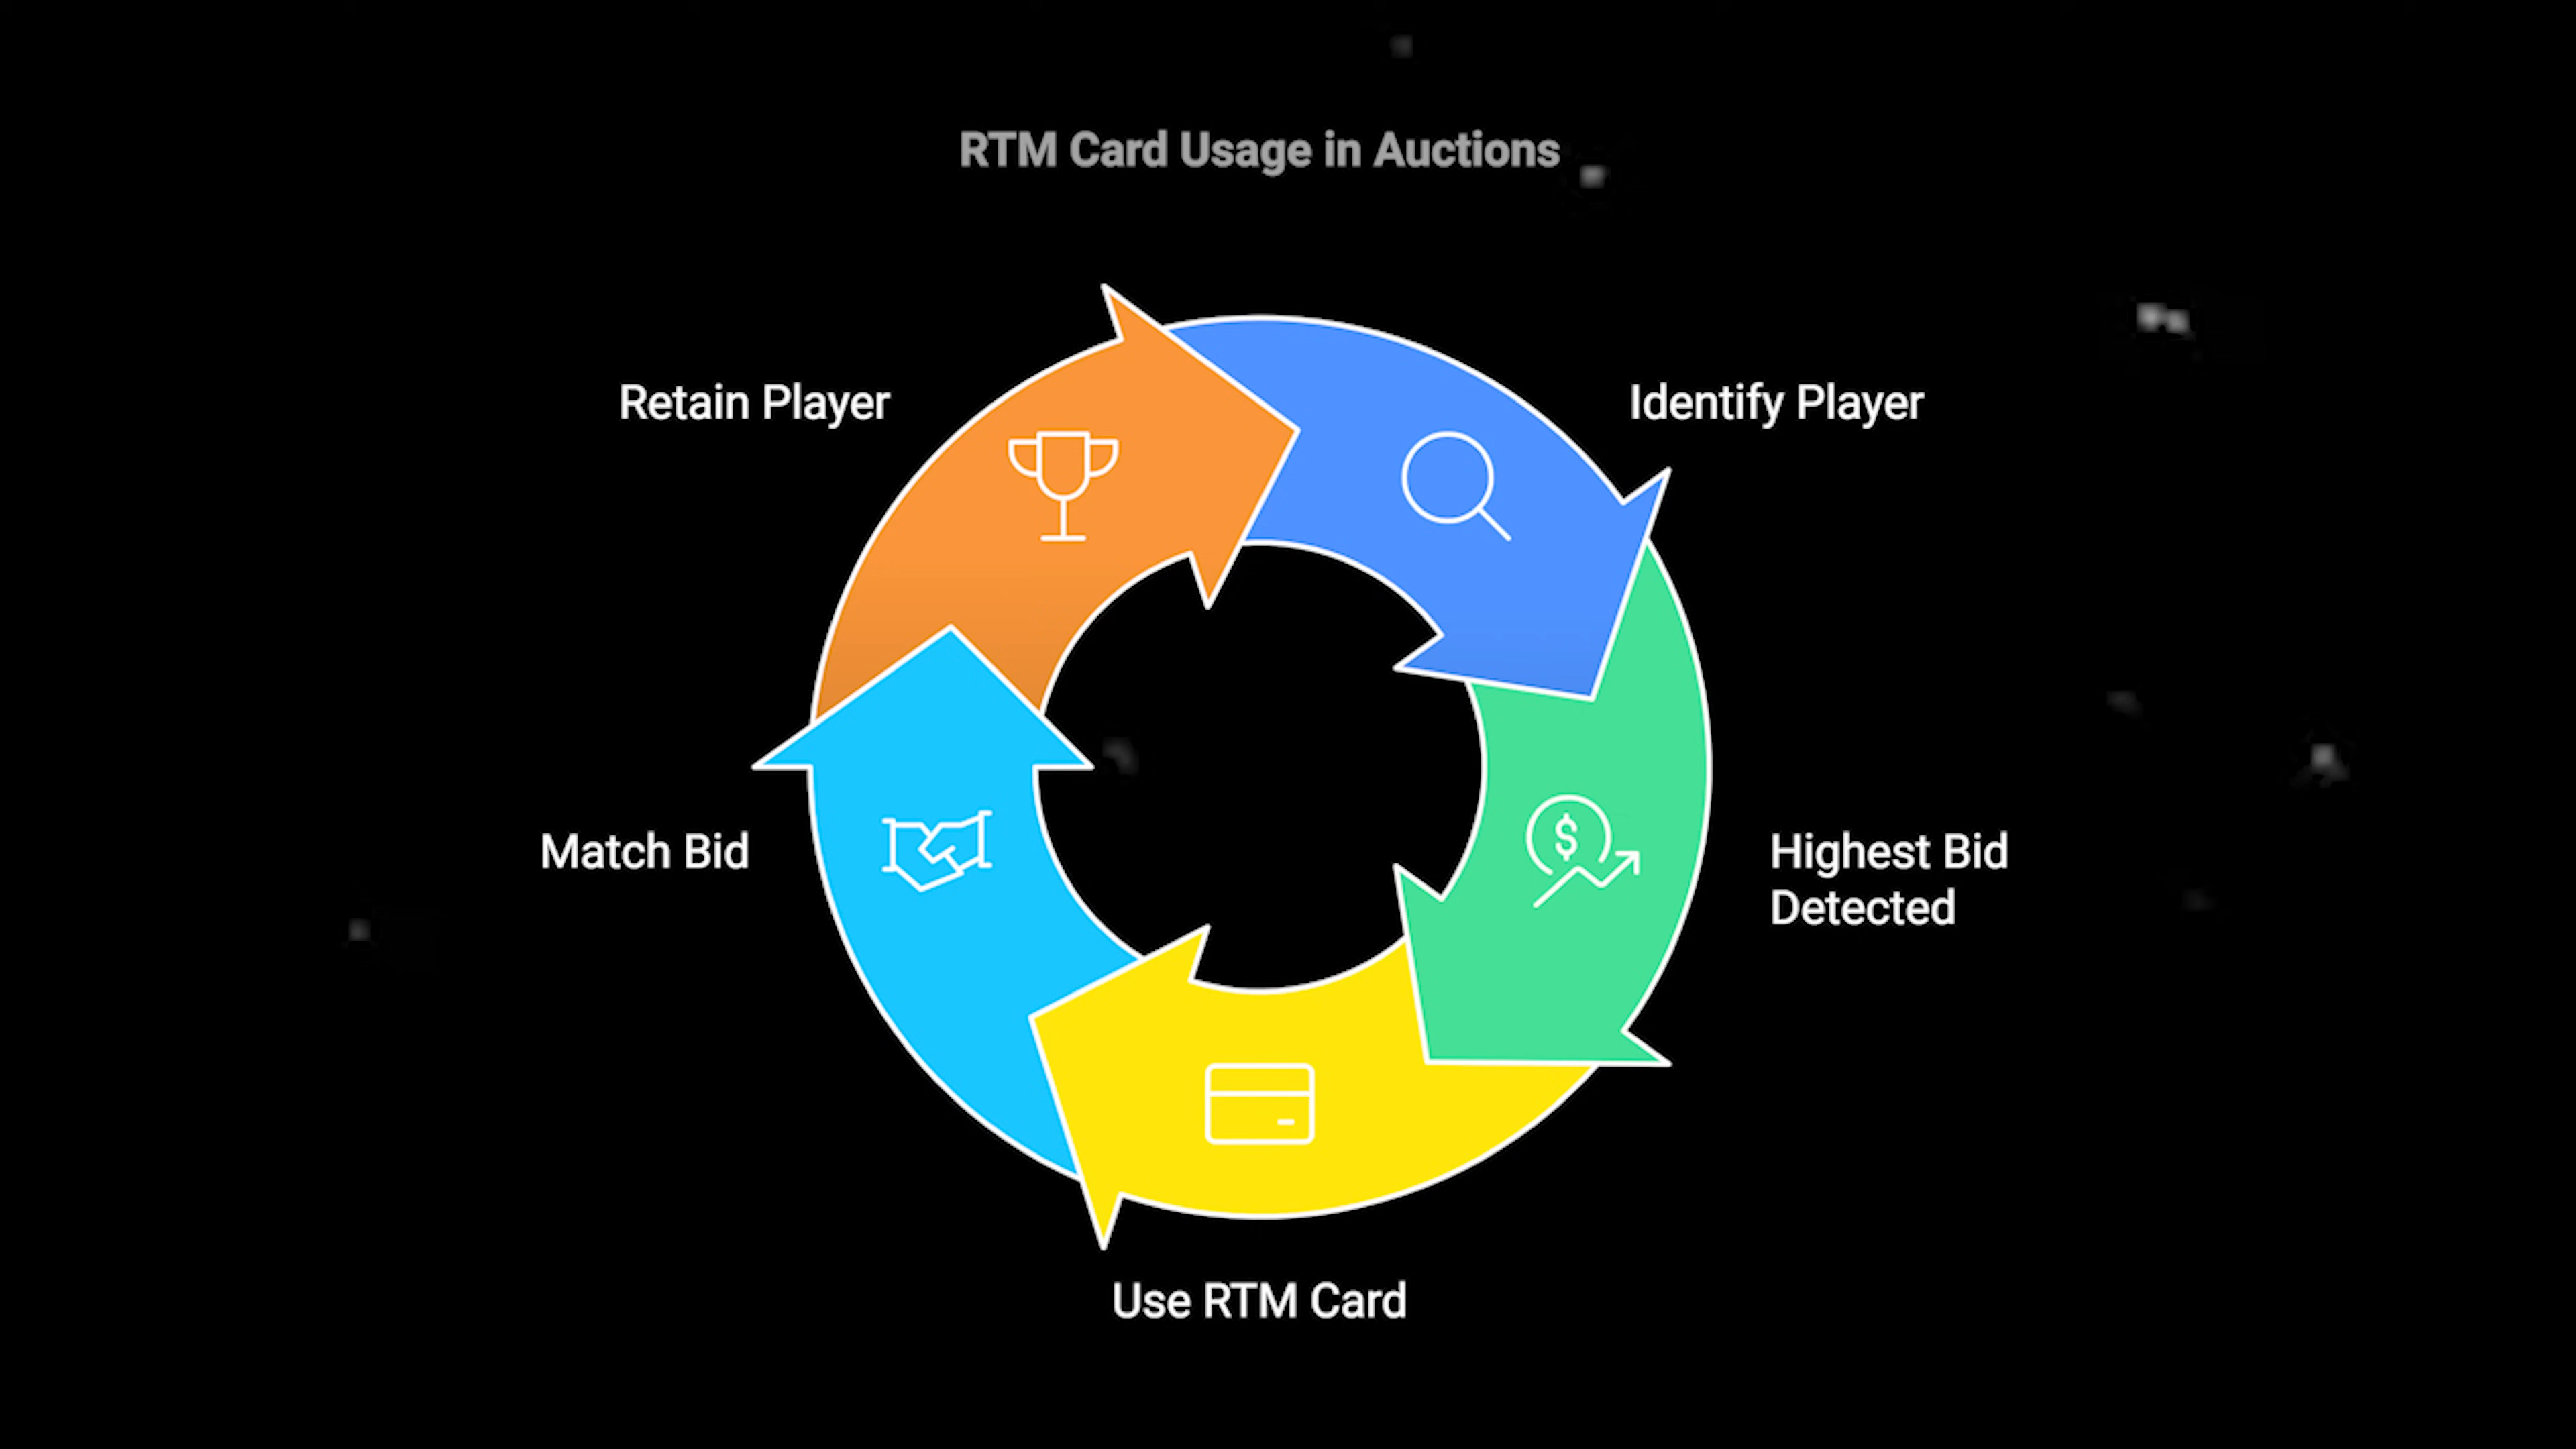 RTM Card Usage in Auctions
Retain Player
Identify Player
Match Bid
Highest Bid
Detected
$
Use RTM Card